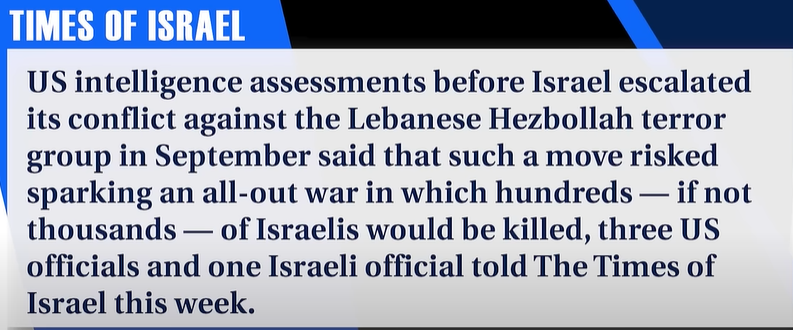 TIMES OF ISRAEL
US intelligence assessments before Israel escalated
its conflict against the Lebanese Hezbollah terror
group in September said that such a move risked
sparking an all-out war in which hundreds — if not
thousands — of Israelis would be killed, three US
officials and one Israeli official told The Times of
Israel this week.